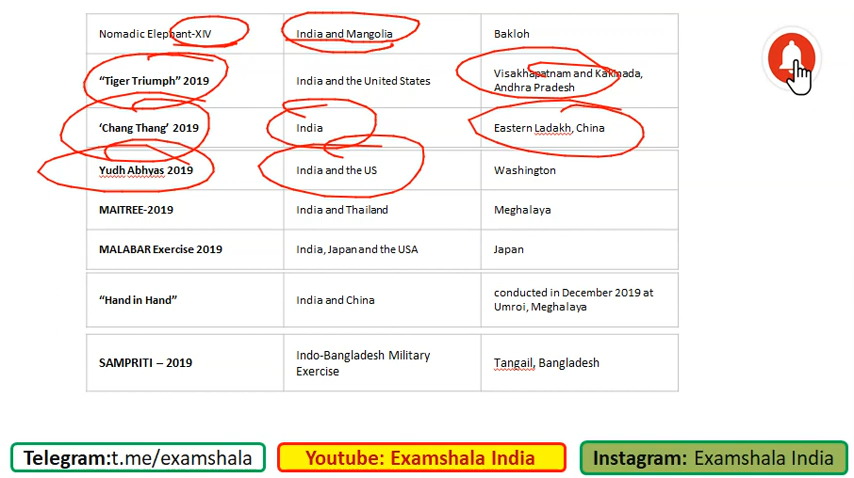 Nomadic Elephant-XIV
India and Mangolia
Bakloh
“Tiger Triumph” 2019
India and the United States
Visakhapatnam and Kakinada,
Andhra Pradesh
‘Chang Thang’ 2019
India
Eastern Ladakh, China
Yudh Abhyas 2019
India and the US
Washington
MAITREE-2019
India and Thailand
Meghalaya
MALABAR Exercise 2019
India, Japan and the USA
Japan
“Hand in Hand”
India and China
conducted in December 2019 at
Umroi, Meghalaya
SAMPRITI – 2019
Indo-Bangladesh Military
Exercise
Tangail, Bangladesh
Telegram:t.me/examshala
Youtube: Examshala India
Instagram: Examshala India